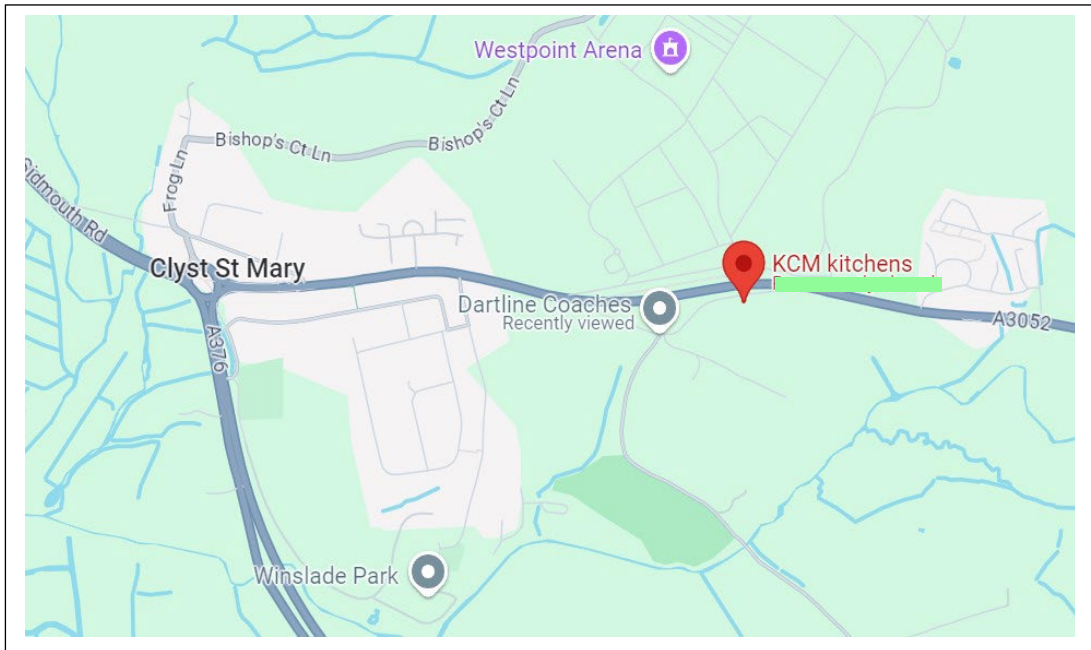 Westpoint Arena
Bishop's Ct Ln
Bishop's Ct Ln
Frog Ln
Sidmouth Rd
Clyst St Mary
KCM kitchens
Dartline Coaches
Recently viewed
A3052
A376
Winslade Park